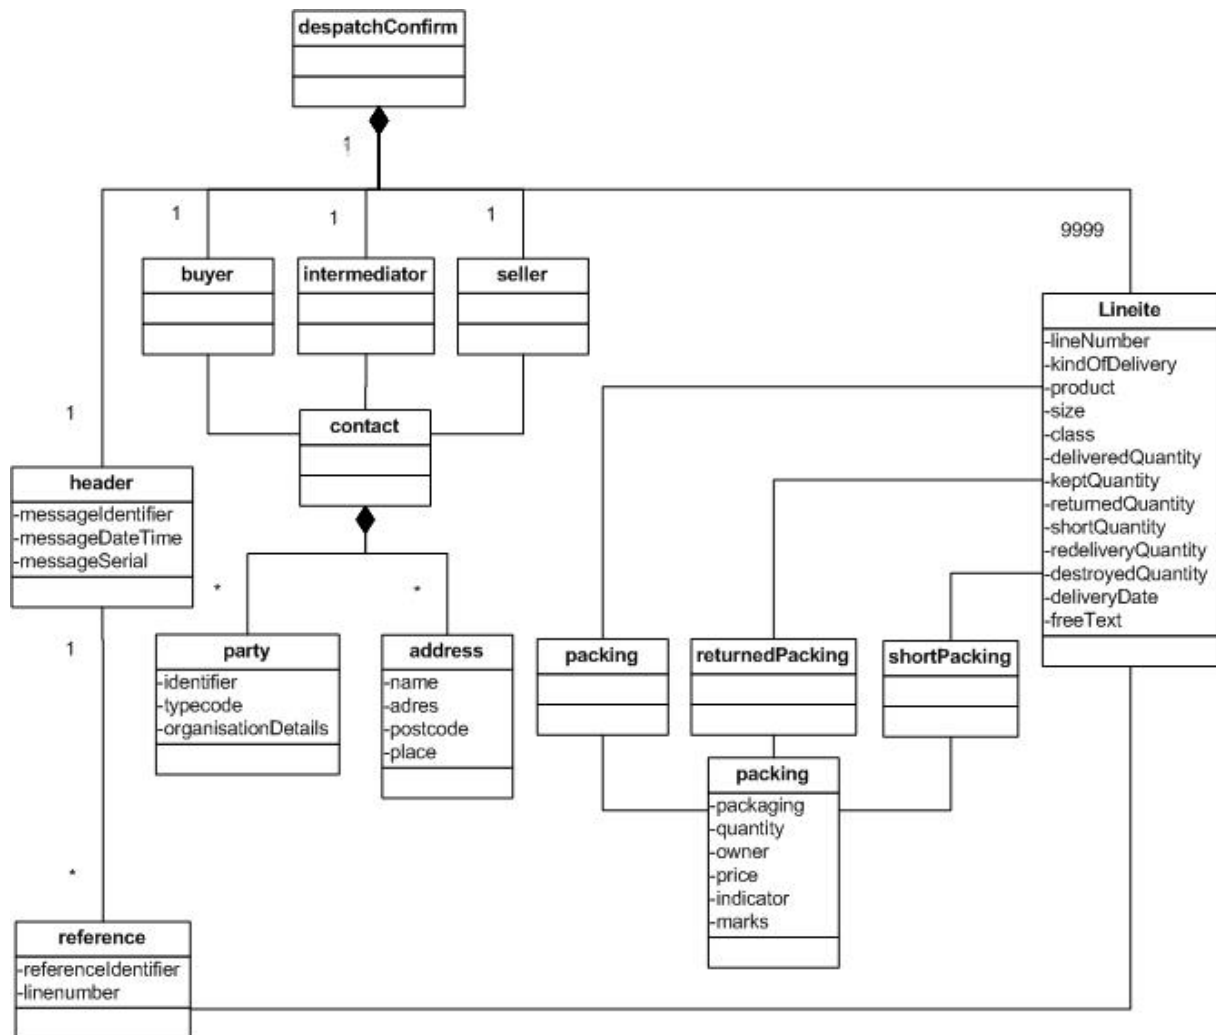 despatchConfirm
1
1
1
1
9999
buyer
intermediator
seller
Lineite
-lineNumber
-kindOfDelivery
-product
-size
-class
-deliveredQuantity
-keptQuantity
-returnedQuantity
-shortQuantity
-redeliveryQuantity
-destroyedQuantity
-deliveryDate
-freeText
1
contact
header
-messageIdentifier
-messageDateTime
-messageSerial
*
*
1
party
-identifier
-typecode
-organisationDetails
address
-name
-adres
-postcode
-place
packing
returnedPacking
shortPacking
packing
-packaging
-quantity
-owner
-price
-indicator
-marks
*
reference
-referenceIdentifier
-linenumber